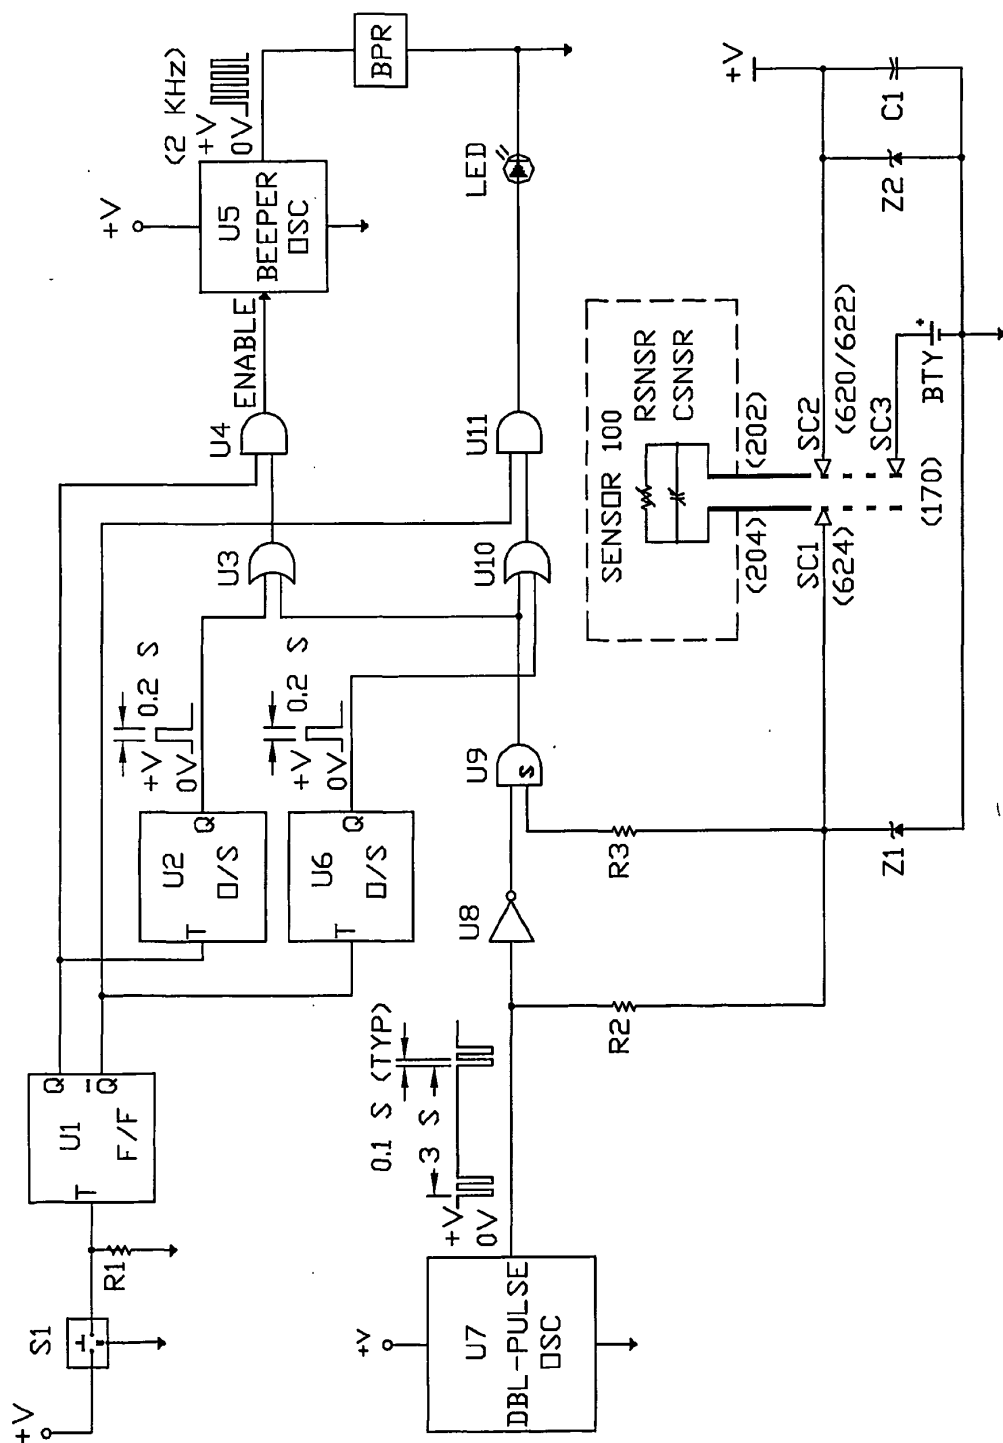 +V
S1
R1
T
U1
F/F
Q
Q
T
U2
O/S
Q
+V
0V
0.2 S
T
U6
O/S
Q
+V
0V
0.2 S
U3
U4
ENABLE
+V
U5
BEEPER
OSC
(2 KHz)
+V
0V
BPR
+V
U7
DBL-PULSE
OSC
+V
0V
3 S
0.1 S (TYP)
U8
U9
S
U10
U11
LED
R2
R3
SENSOR 100
RSNSR
CSNSR
(204)
(202)
SC1
(624)
SC2
(620/622)
SC3
(170)
BTY
+
+V
Z1
Z2
C1